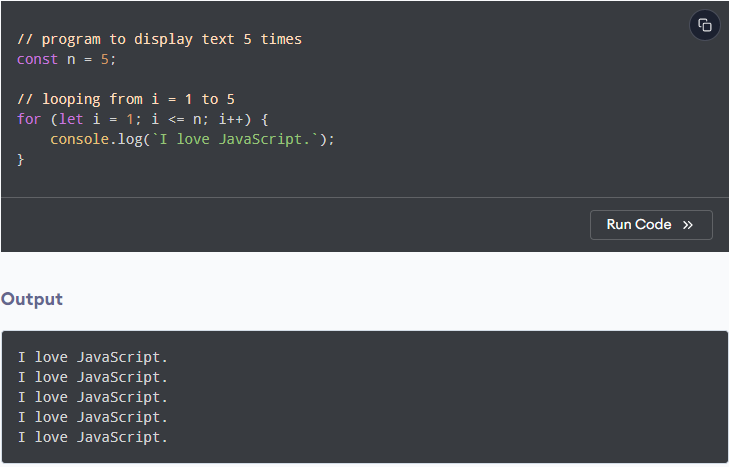 // program to display text 5 times
const n = 5;
// looping from i = 1 to 5
for (let i = 1; i <= n; i++) {
    console.log(`I love JavaScript.`);
}
Run Code »
Output
I love JavaScript.
I love JavaScript.
I love JavaScript.
I love JavaScript.
I love JavaScript.